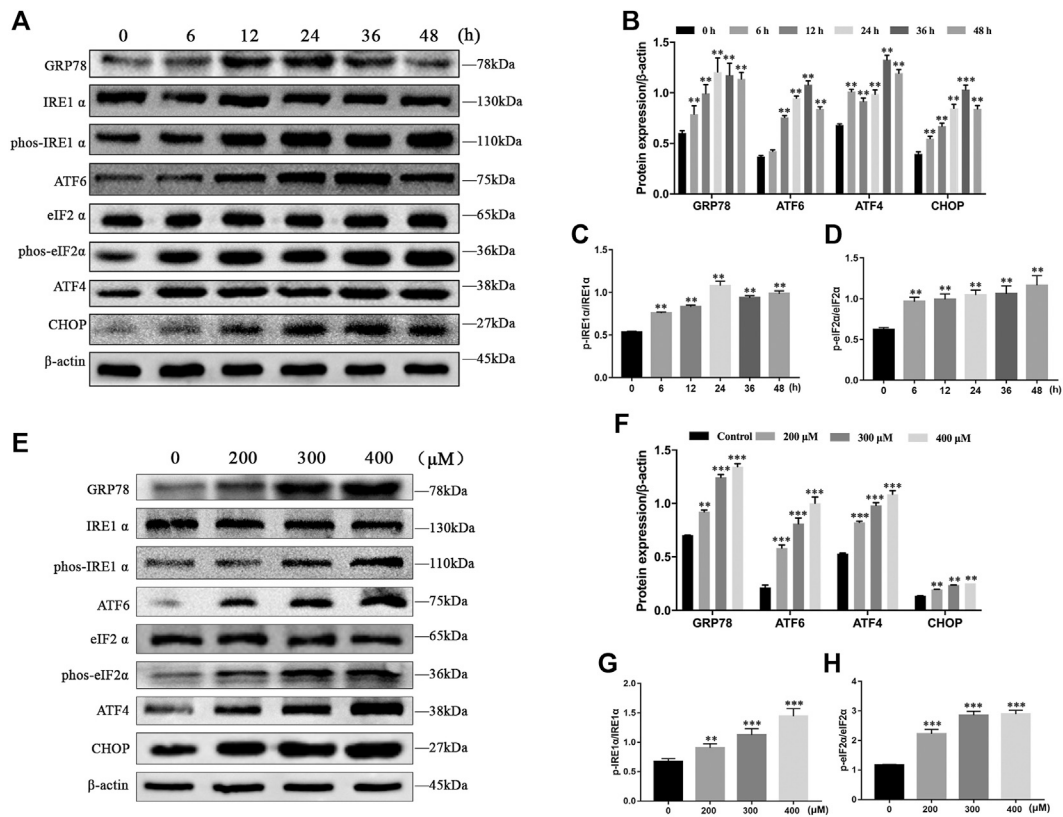 A
0 6 12 24 36 48 (h)
GRP78 —78kDa
IRE1 α —130kDa
phos-IRE1 α —110kDa
ATF6 —75kDa
eIF2 α —65kDa
phos-eIF2α —36kDa
ATF4 —38kDa
CHOP —27kDa
β-actin —45kDa
B
0 h 6 h 12 h 24 h 36 h 48 h
Protein expression/β-actin
1.5
1.0
0.5
0.0
** ** ** ** **
** ** ** **
** ** ** ** **
** ** ** *** **
GRP78 ATF6 ATF4 CHOP
C
p-IRE1α/IRE1α
1.5
1.0
0.5
0.0
** ** ** ** **
0 6 12 24 36 48 (h)
D
p-eIF2α/eIF2α
1.5
1.0
0.5
0.0
** ** ** ** **
0 6 12 24 36 48 (h)
E
0 200 300 400 (μM)
GRP78 —78kDa
IRE1 α —130kDa
phos-IRE1 α —110kDa
ATF6 —75kDa
eIF2 α —65kDa
phos-eIF2α —36kDa
ATF4 —38kDa
CHOP —27kDa
β-actin —45kDa
F
Control 200 μM 300 μM 400 μM
Protein expression/β-actin
1.5
1.0
0.5
0.0
** *** ***
*** *** ***
*** *** ***
** ** **
GRP78 ATF6 ATF4 CHOP
G
p-IRE1α/IRE1α
2.0
1.5
1.0
0.5
0.0
** *** ***
0 200 300 400 (μM)
H
p-eIF2α/eIF2α
4
3
2
1
0
*** *** ***
0 200 300 400 (μM)